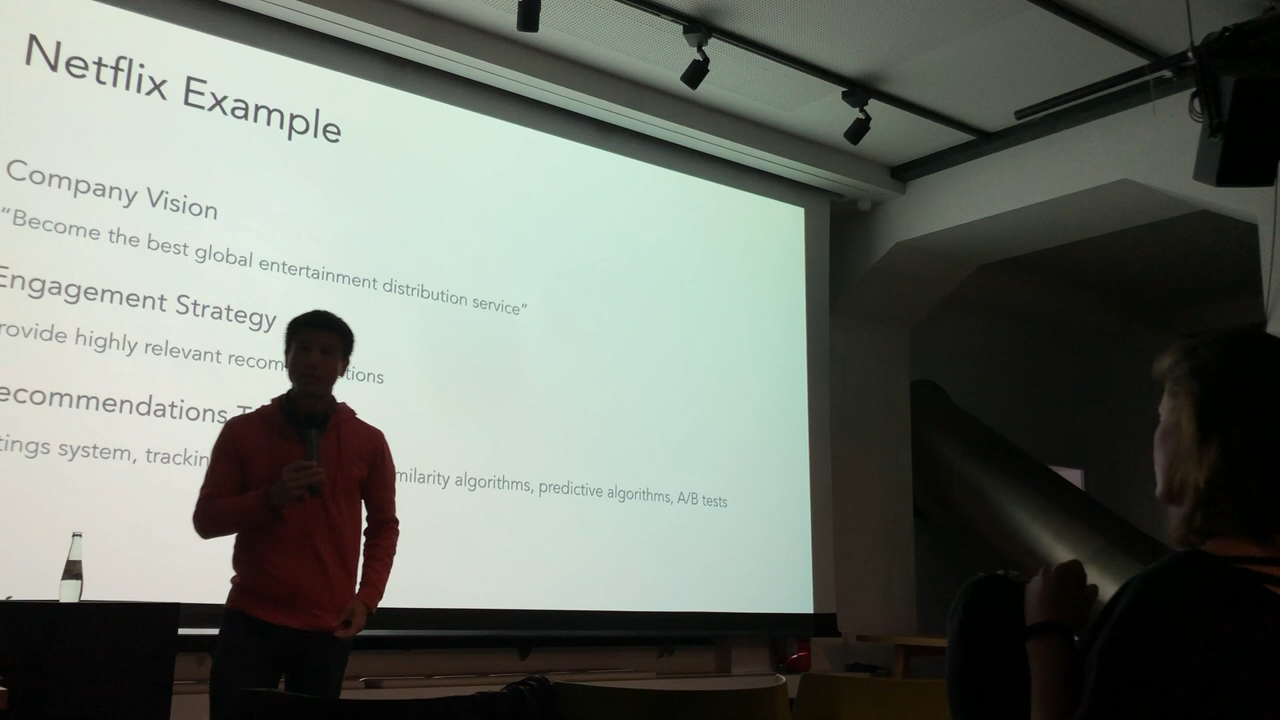 Netflix Example
Company Vision
“Become the best global entertainment distribution service”
Engagement Strategy
rovide highly relevant recom tions
ecommendations T
tings system, trackin milarity algorithms, predictive algorithms, A/B tests